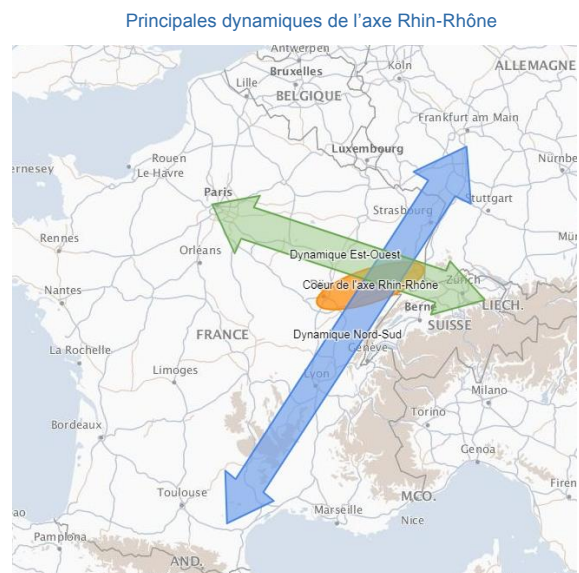 Principales dynamiques de l'axe Rhin-Rhône
Antwerpen
Köln
ALLEMAGNE
Bruxelles
Lille
BELGIQUE
Frankfurt am Main
Luxembourg
Rouen
Le-Havre
Nürnb
ernesey
Paris
Stuttgart
Strasbourg
Rennes
Mün
Orléans
Dynamique Est-Ouest
Zürich
Coeur de l'axe Rhin-Rhône
Nantes
LIECH.
Berne
SUISSE
FRANCE
Dynamique Nord-Sud
Genève
La Rochelle
Limoges
Lyon
Milano
Torino
Bordeaux
Genoa
Firen
Toulouse
MCO.
Marseille
ao
Nice
Pamplona
AND.